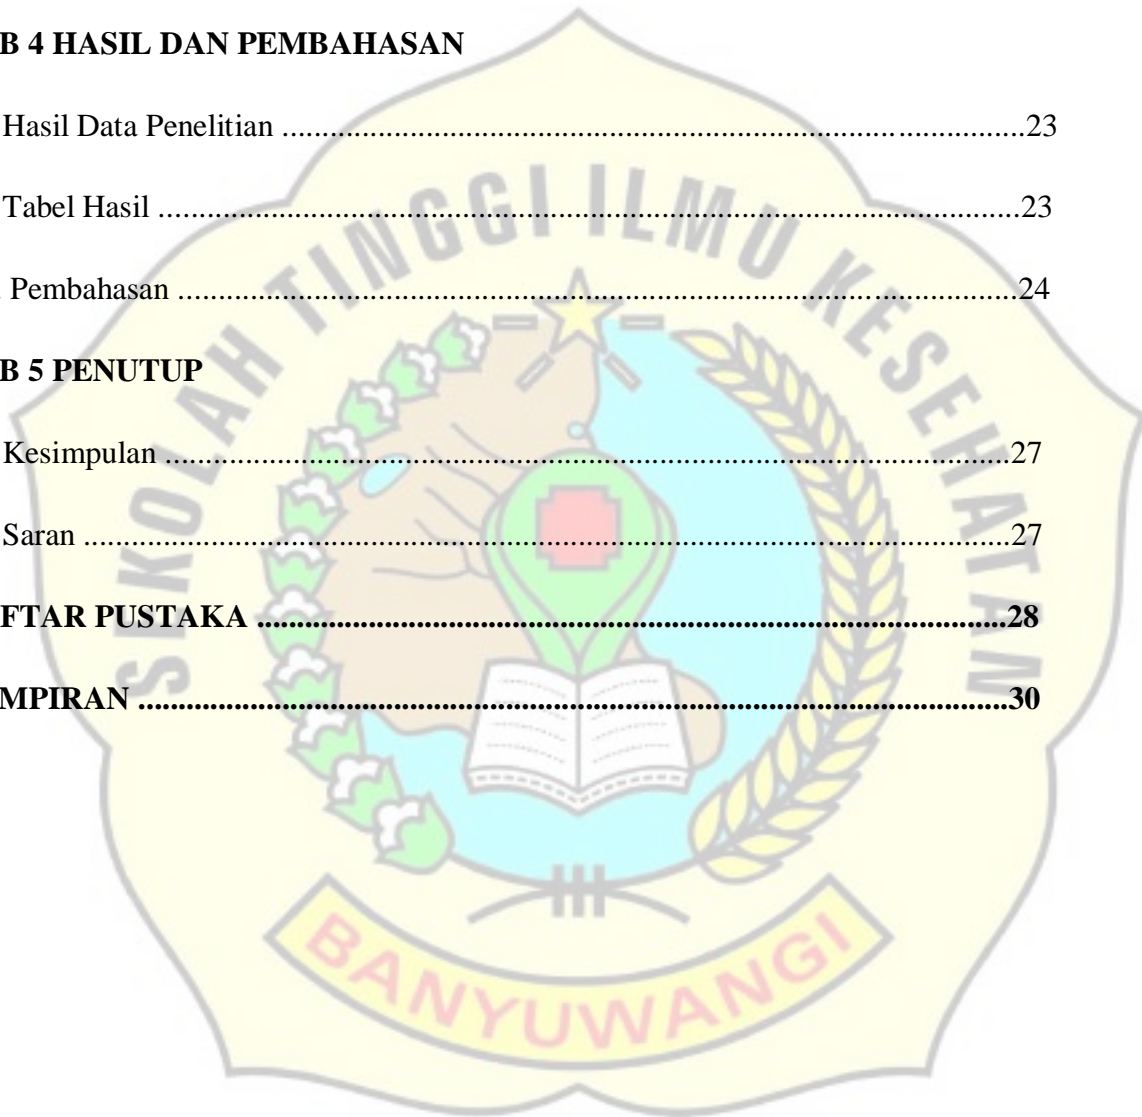 B 4 HASIL DAN PEMBAHASAN
Hasil Data Penelitian ...........................................................................................23
Tabel Hasil .........................................................................................................23
. Pembahasan .......................................................................................................24
B 5 PENUTUP
Kesimpulan ........................................................................................................27
Saran ..................................................................................................................27
FTAR PUSTAKA ............................................................................................28
MPIRAN ...........................................................................................................30
SEKOLAH TINGGI ILMU KESEHATAN
BANYUWANGI